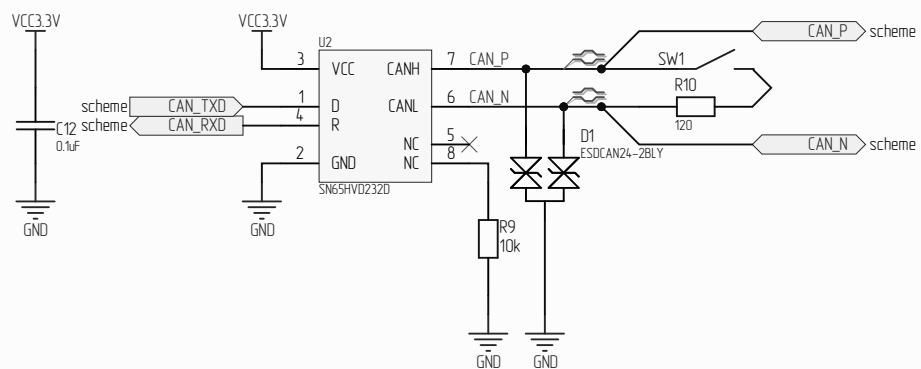 VCC3.3V
C12
0.1uF
GND
VCC3.3V
U2
3 VCC CANH 7 CAN_P
scheme CAN_TXD 1 D CANL 6 CAN_N
scheme CAN_RXD 4 R
NC 5
2 GND NC 8
SN65HVD232D
GND
R9
10k
GND
D1
ESDCAN24-2BLY
GND
SW1
R10
120
CAN_P scheme
CAN_N scheme